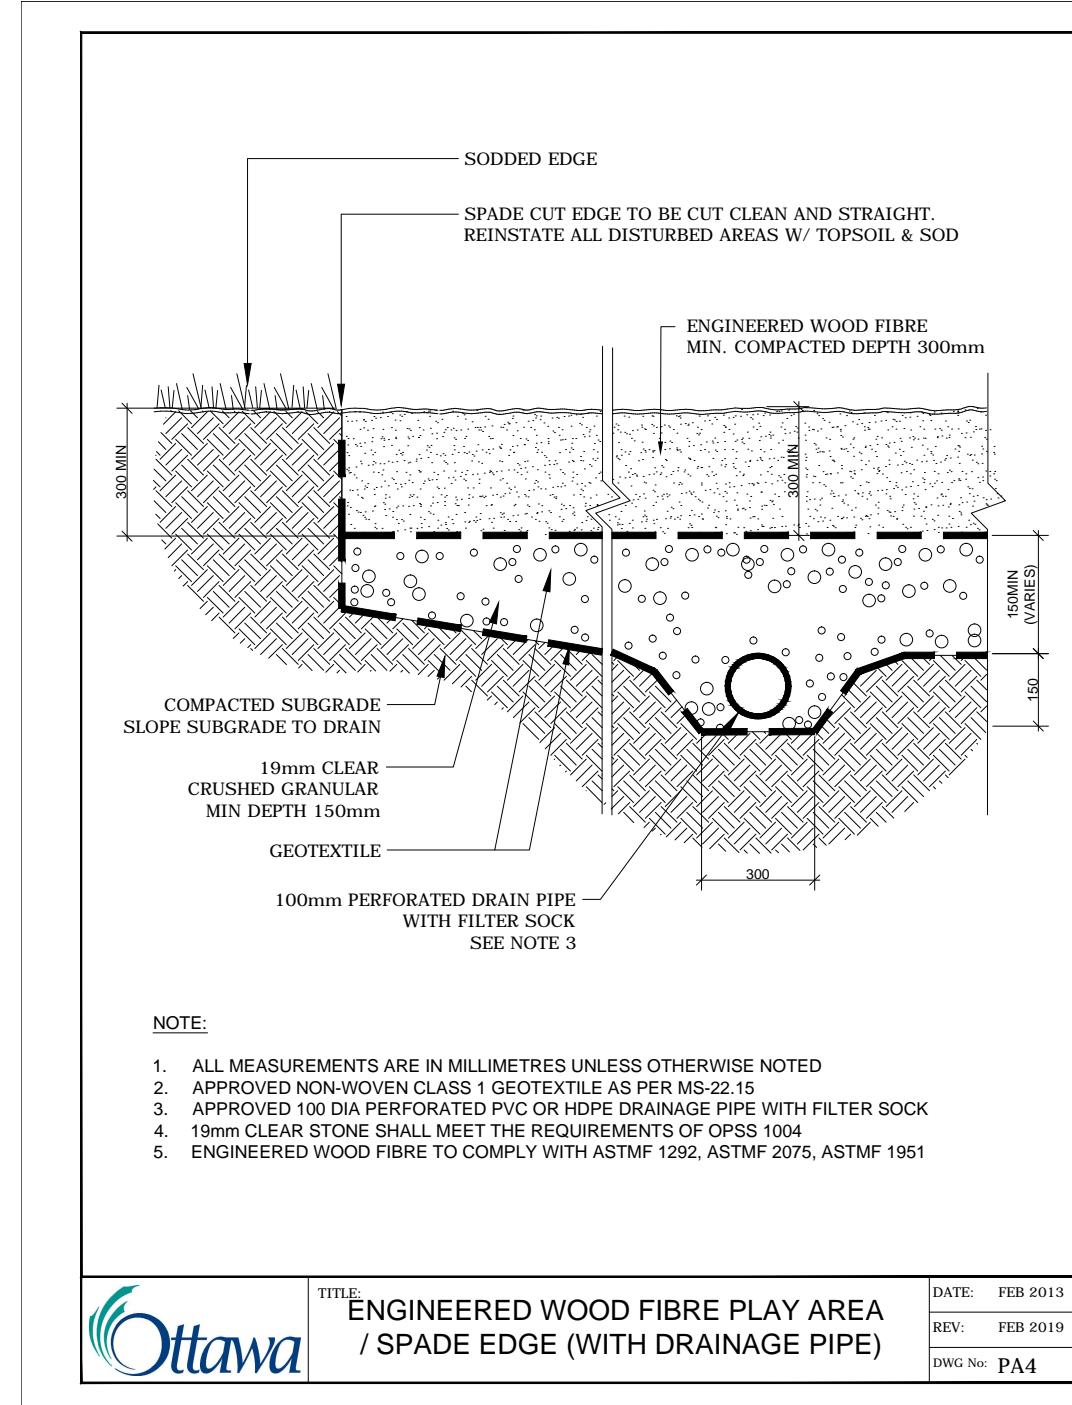 SODDED EDGE
SPADE CUT EDGE TO BE CUT CLEAN AND STRAIGHT.
REINSTATE ALL DISTURBED AREAS W/ TOPSOIL & SOD
ENGINEERED WOOD FIBRE
MIN. COMPACTED DEPTH 300mm
300 MIN
300 MIN
150MIN
(VARIES)
150
COMPACTED SUBGRADE
SLOPE SUBGRADE TO DRAIN
19mm CLEAR
CRUSHED GRANULAR
MIN DEPTH 150mm
GEOTEXTILE
300
100mm PERFORATED DRAIN PIPE
WITH FILTER SOCK
SEE NOTE 3
NOTE:
1. ALL MEASUREMENTS ARE IN MILLIMETRES UNLESS OTHERWISE NOTED
2. APPROVED NON-WOVEN CLASS 1 GEOTEXTILE AS PER MS-22.15
3. APPROVED 100 DIA PERFORATED PVC OR HDPE DRAINAGE PIPE WITH FILTER SOCK
4. 19mm CLEAR STONE SHALL MEET THE REQUIREMENTS OF OPSS 1004
5. ENGINEERED WOOD FIBRE TO COMPLY WITH ASTMF 1292, ASTMF 2075, ASTMF 1951
Ottawa
TITLE:
ENGINEERED WOOD FIBRE PLAY AREA
/ SPADE EDGE (WITH DRAINAGE PIPE)
DATE: FEB 2013
REV: FEB 2019
DWG No: PA4